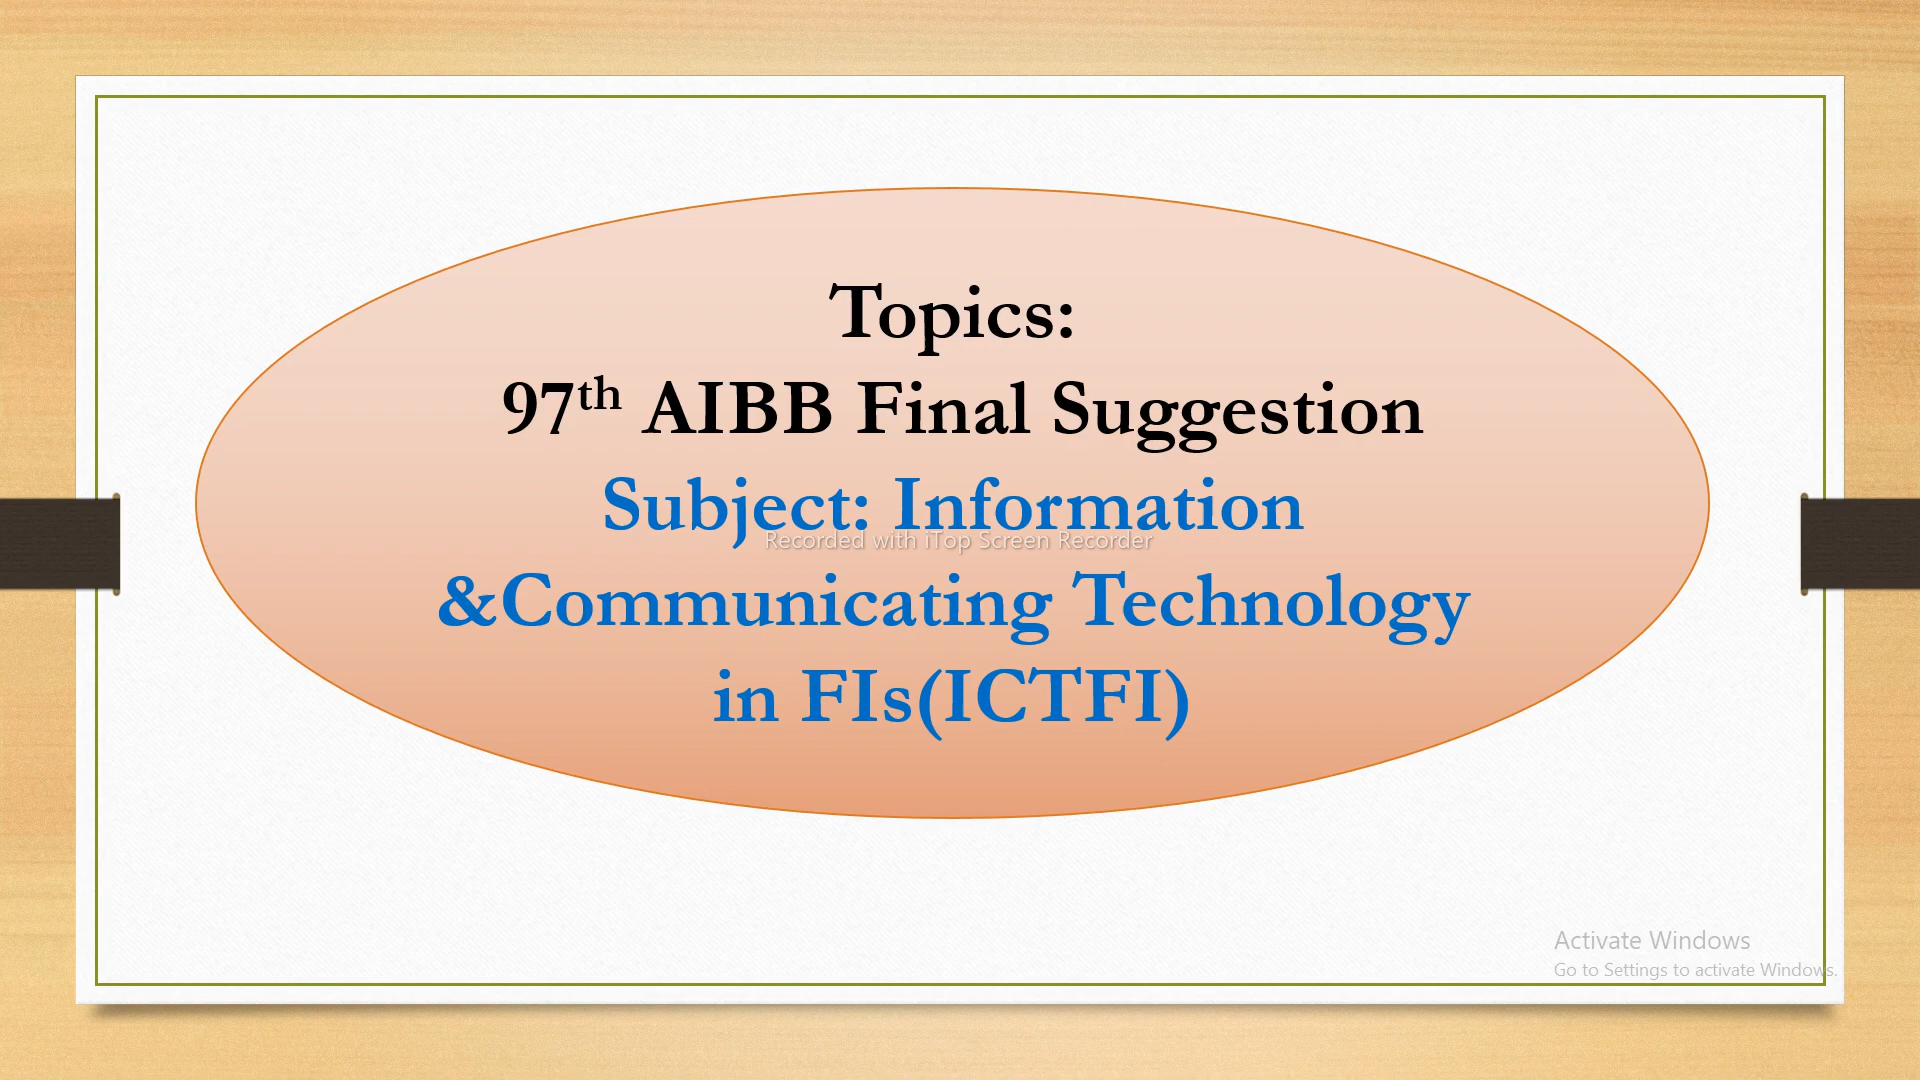 Topics:
97th AIBB Final Suggestion
Subject: Information
Recorded with iTop Screen Recorder
&Communicating Technology
in FIs(ICTFI)
Activate Windows
Go to Settings to activate Windows.